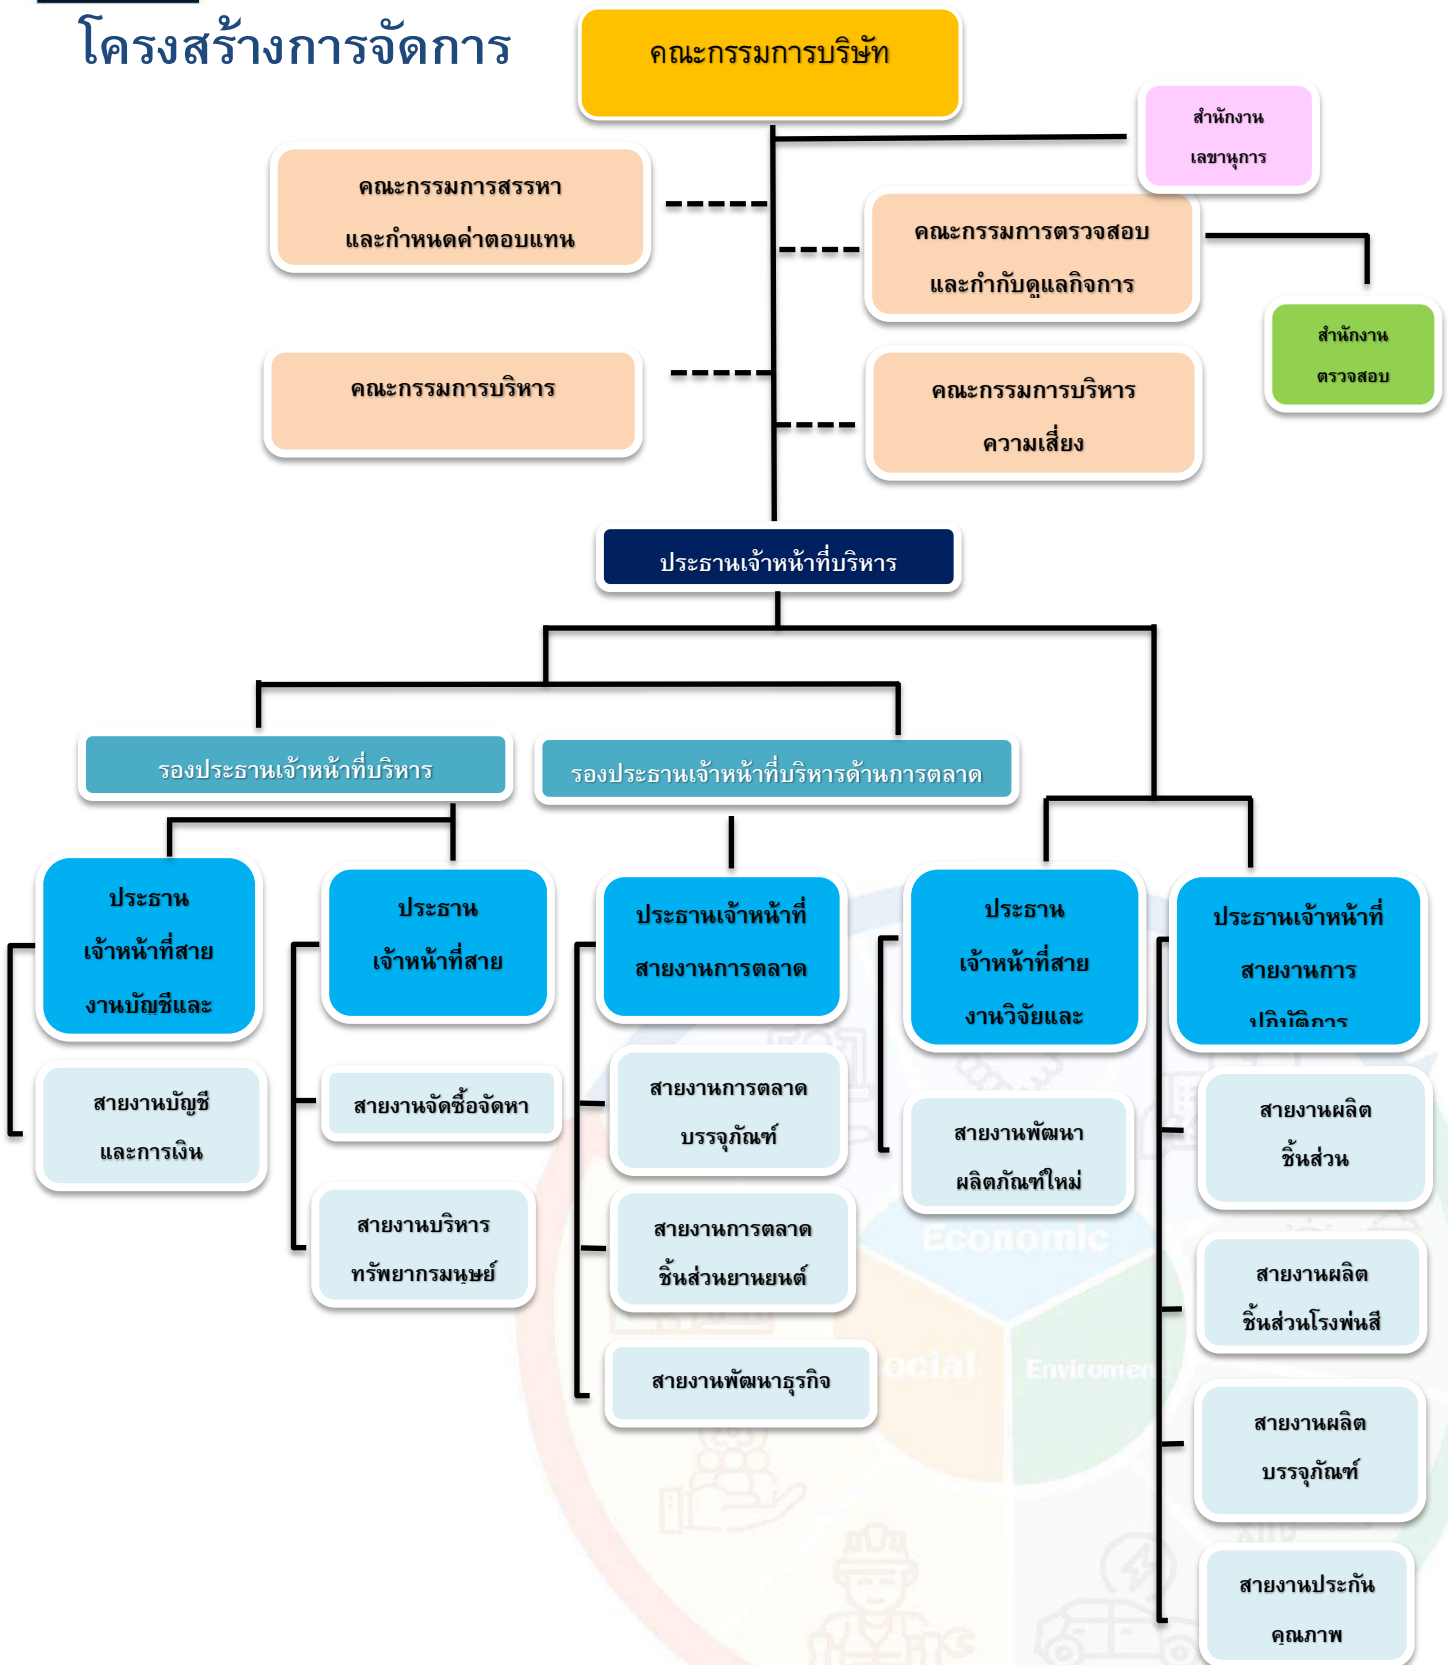 โครงสร้างการจัดการ
คณะกรรมการบริษัท
สำนักงาน
เลขานุการ
คณะกรรมการสรรหา
และกำหนดค่าตอบแทน
คณะกรรมการตรวจสอบ
และกำกับดูแลกิจการ
สำนักงาน
ตรวจสอบ
คณะกรรมการบริหาร
คณะกรรมการบริหาร
ความเสี่ยง
ประธานเจ้าหน้าที่บริหาร
รองประธานเจ้าหน้าที่บริหาร
รองประธานเจ้าหน้าที่บริหารด้านการตลาด
ประธาน
เจ้าหน้าที่สาย
งานบัญชีและ
ประธาน
เจ้าหน้าที่สาย
ประธานเจ้าหน้าที่
สายงานการตลาด
ประธาน
เจ้าหน้าที่สาย
งานวิจัยและ
ประธานเจ้าหน้าที่
สายงานการ
ปฏิบัติการ
สายงานบัญชี
และการเงิน
สายงานจัดซื้อจัดหา
สายงานบริหาร
ทรัพยากรมนุษย์
สายงานการตลาด
บรรจุภัณฑ์
สายงานการตลาด
ชิ้นส่วนยานยนต์
สายงานพัฒนาธุรกิจ
สายงานพัฒนา
ผลิตภัณฑ์ใหม่
สายงานผลิต
ชิ้นส่วน
สายงานผลิต
ชิ้นส่วนโรงพ่นสี
สายงานผลิต
บรรจุภัณฑ์
สายงานประกัน
คุณภาพ
Economic
ocial
Enviromen